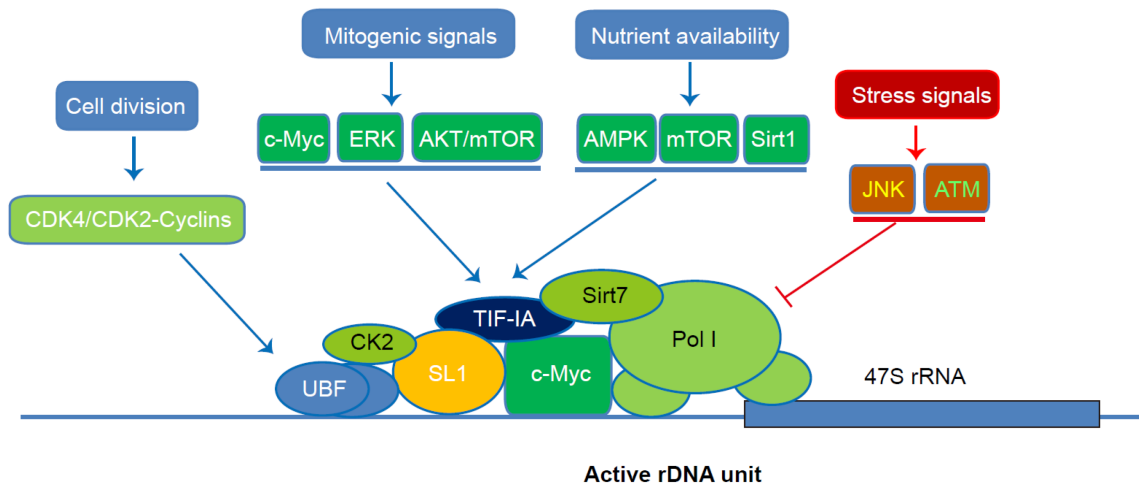 Mitogenic signals
Nutrient availability
Cell division
Stress signals
c-Myc
ERK
AKT/mTOR
AMPK
mTOR
Sirt1
JNK
ATM
CDK4/CDK2-Cyclins
Sirt7
TIF-IA
CK2
Pol I
UBF
SL1
c-Myc
47S rRNA
Active rDNA unit